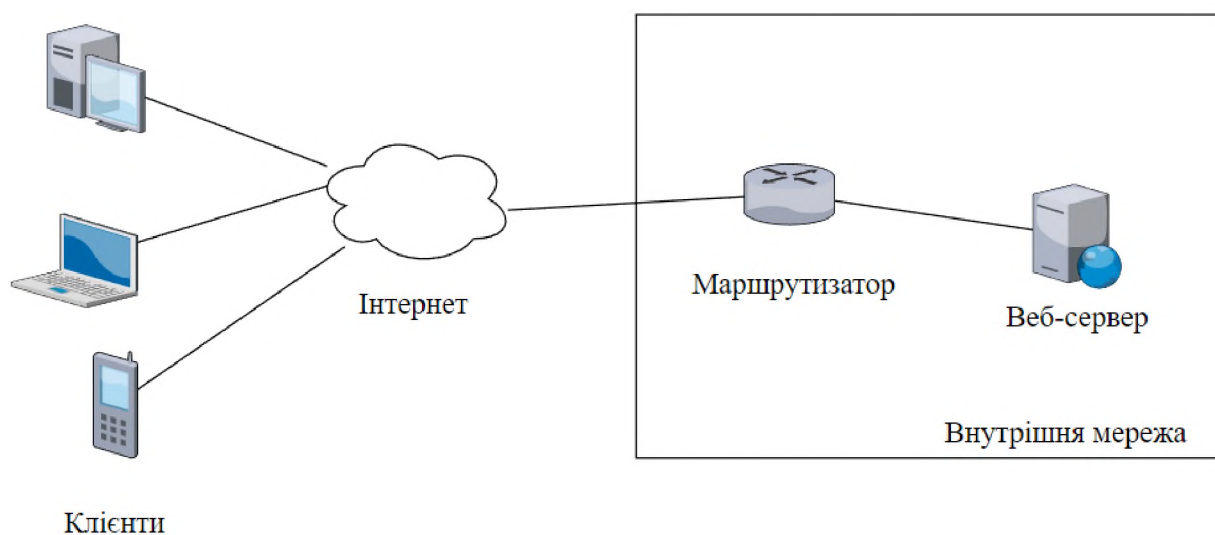 Інтернет
Маршрутизатор
Веб-сервер
Внутрішня мережа
Клієнти